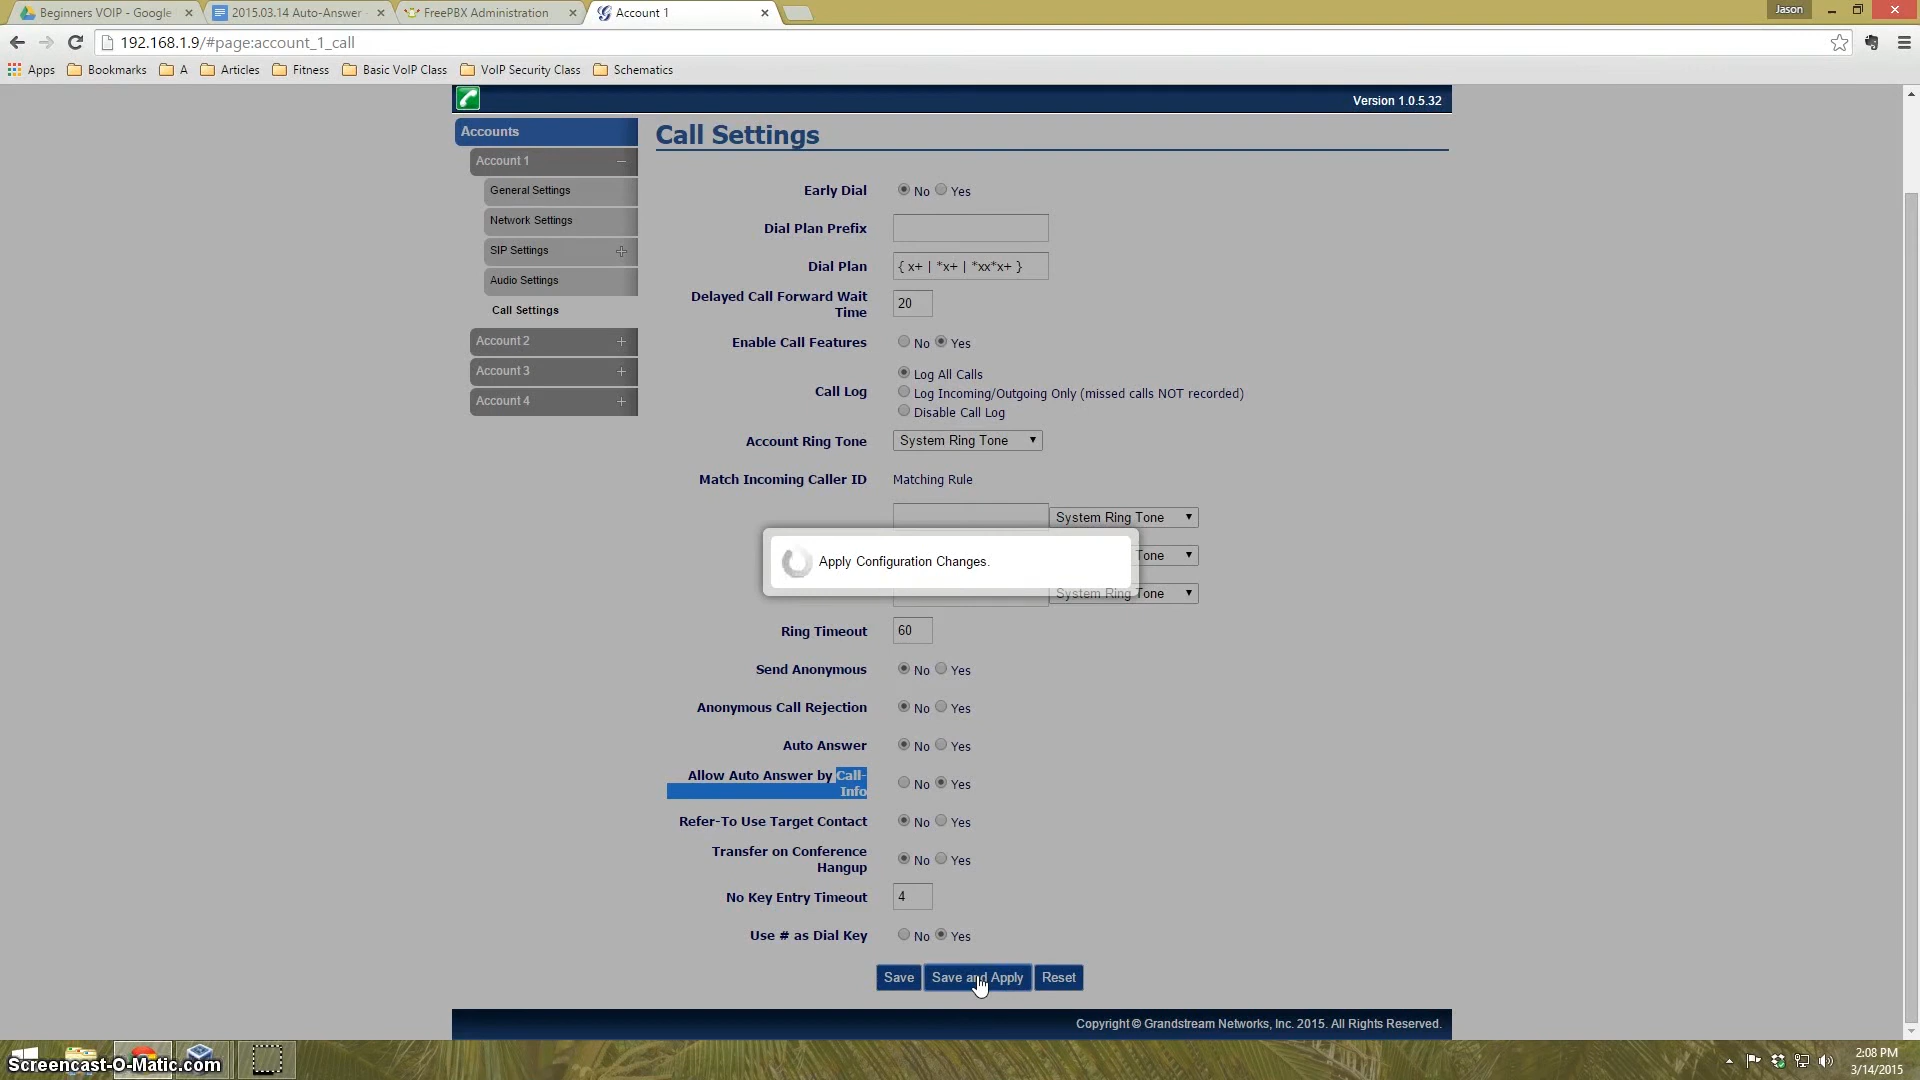 Beginners VOIP - Google
2015.03.14 Auto-Answer
FreePBX Administration
Account 1
Jason
192.168.1.9/#page:account_1_call
Apps
Bookmarks
A
Articles
Fitness
Basic VoIP Class
VoIP Security Class
Schematics
Version 1.0.5.32
Accounts
Account 1
General Settings
Network Settings
SIP Settings
Audio Settings
Call Settings
Account 2
Account 3
Account 4
Call Settings
Early Dial No Yes
Dial Plan Prefix
Dial Plan { x+ | *x+ | *xx*x+ }
Delayed Call Forward Wait
Time 20
Enable Call Features No Yes
Log All Calls
Call Log Log Incoming/Outgoing Only (missed calls NOT recorded)
Disable Call Log
Account Ring Tone System Ring Tone
Match Incoming Caller ID Matching Rule
System Ring Tone
Tone
Apply Configuration Changes.
System Ring Tone
Ring Timeout 60
Send Anonymous No Yes
Anonymous Call Rejection No Yes
Auto Answer No Yes
Allow Auto Answer by Call-
Info No Yes
Refer-To Use Target Contact No Yes
Transfer on Conference
Hangup No Yes
No Key Entry Timeout 4
Use # as Dial Key No Yes
Save Save and Apply Reset
Copyright © Grandstream Networks, Inc. 2015. All Rights Reserved.
Screencast-O-Matic.com
2:08 PM
3/14/2015